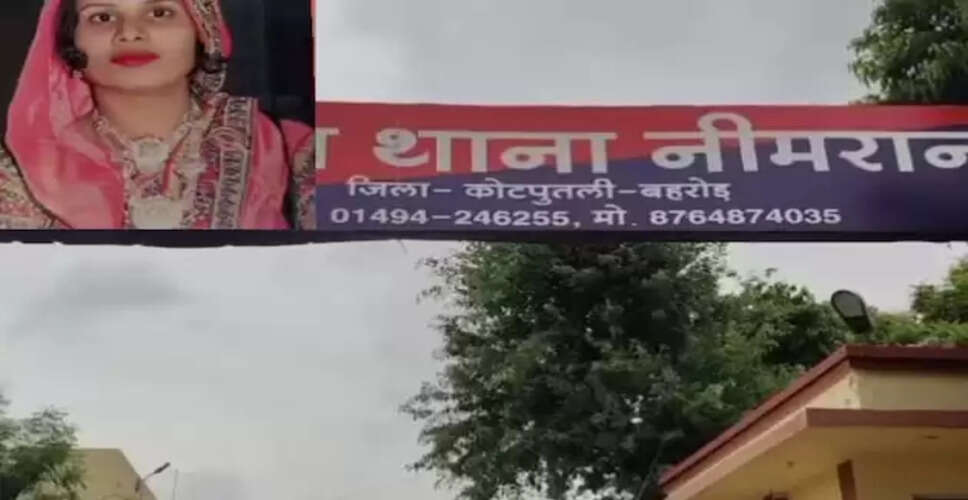 थाना नीमरान
जिला- कोटपुतली-बहरोड़
01494-246255, मो. 8764874035